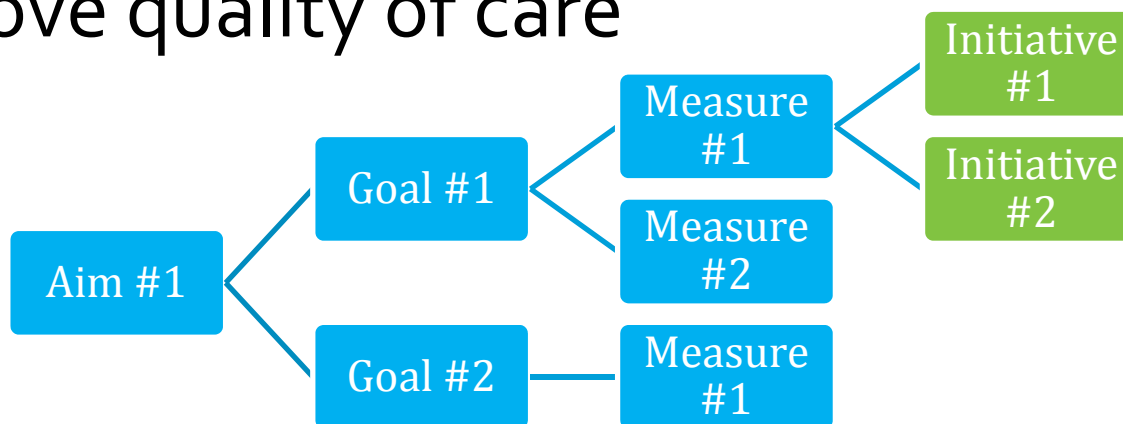 ove quality of care
Initiative
#1
Measure
#1
Initiative
#2
Goal #1
Measure
#2
Aim #1
Goal #2
Measure
#1